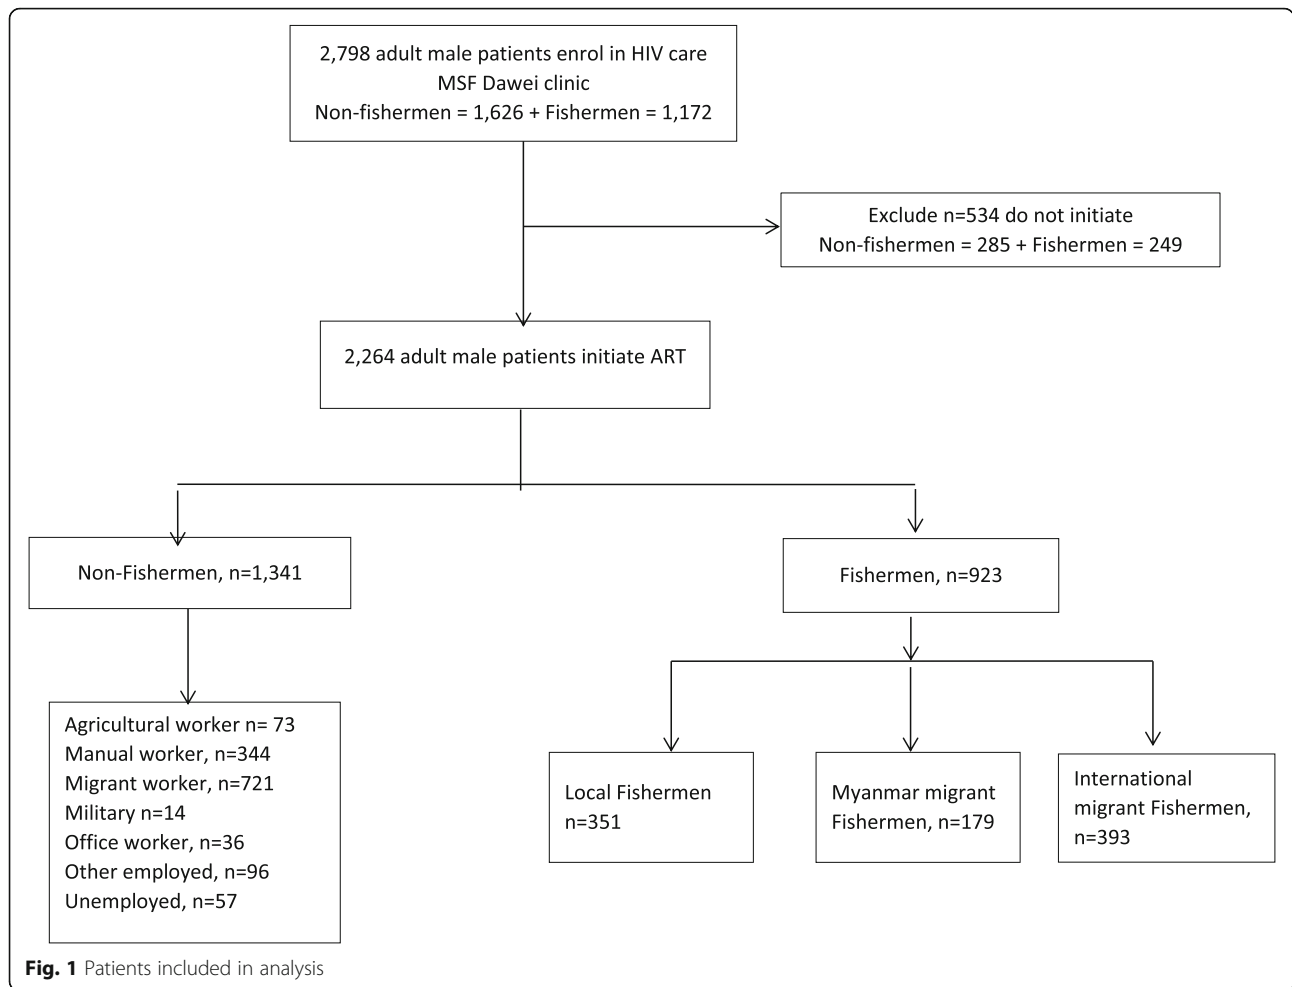 2,798 adult male patients enrol in HIV care
MSF Dawei clinic
Non-fishermen = 1,626 + Fishermen = 1,172
Exclude n=534 do not initiate
Non-fishermen = 285 + Fishermen = 249
2,264 adult male patients initiate ART
Non-Fishermen, n=1,341
Fishermen, n=923
Agricultural worker n= 73
Manual worker, n=344
Migrant worker, n=721
Military n=14
Office worker, n=36
Other employed, n=96
Unemployed, n=57
Local Fishermen
n=351
Myanmar migrant
Fishermen, n=179
International
migrant Fishermen,
n=393
Fig. 1 Patients included in analysis